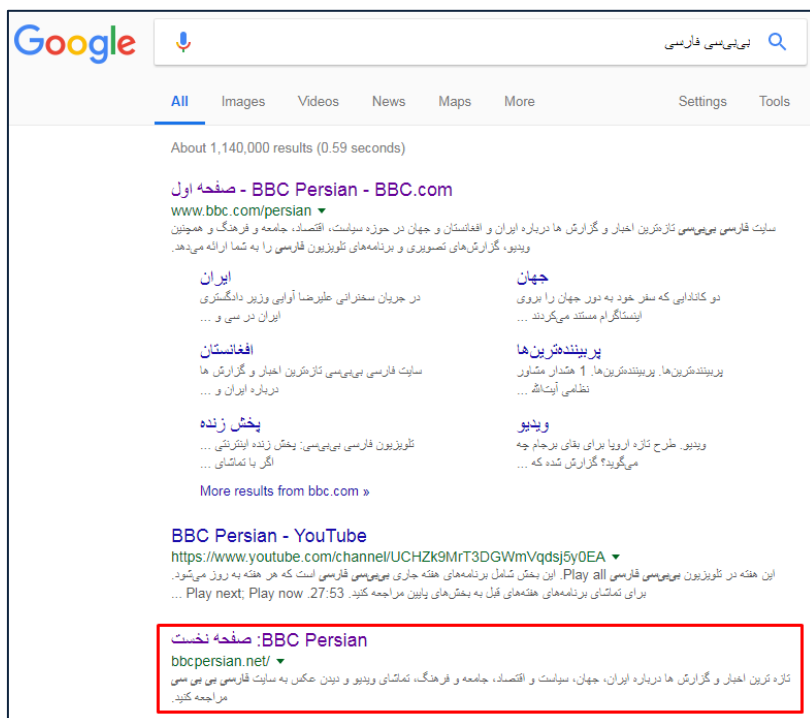 Google
بی‌بی‌سی فارسی
All Images Videos News Maps More Settings Tools
About 1,140,000 results (0.59 seconds)
BBC Persian - BBC.com - صفحه اول
www.bbc.com/persian
سایت فارسی بی‌بی‌سی تازه‌ترین اخبار و گزارش ها درباره ایران و افغانستان و جهان در حوزه سیاست، اقتصاد، جامعه و فرهنگ و همچنین
ویدیو، گزارش‌های تصویری و برنامه‌های تلویزیون فارسی را به شما ارائه می‌دهد.
جهان
دو کانادایی که سفر خود به دور جهان را بروی
اینستاگرام مستند می‌کردند ...
ایران
در جریان سخنرانی علیرضا آوایی وزیر دادگستری
ایران در سی و ...
پربیننده‌ترین‌ها
پربیننده‌ترین‌ها. پربیننده‌ترین‌ها. 1 هشدار مشاور
نظامی آیت‌الله ...
افغانستان
سایت فارسی بی‌بی‌سی تازه‌ترین اخبار و گزارش ها
درباره ایران و ...
ویدیو
ویدیو. طرح تازه اروپا برای بقای برجام چه
می‌گوید؟ گزارش شده که ...
پخش زنده
تلویزیون فارسی بی‌بی‌سی: پخش زنده اینترنتی ...
اگر با تماشای ...
More results from bbc.com »
BBC Persian - YouTube
https://www.youtube.com/channel/UCHZk9MrT3DGWmVqdsj5y0EA
این هفته در تلویزیون بی‌بی‌سی فارسی Play all. این بخش شامل برنامه‌های هفته جاری بی‌بی‌سی فارسی است که هر هفته به روز می‌شود.
برای تماشای برنامه‌های هفته‌های قبل به بخش‌های پایین مراجعه کنید. 27:53. Play next; Play now ...
BBC Persian: صفحه نخست
bbcpersian.net/
تازه ترین اخبار و گزارش ها درباره ایران، جهان، سیاست و اقتصاد، جامعه و فرهنگ، تماشای ویدیو و دیدن عکس به سایت فارسی بی بی سی
مراجعه کنید.